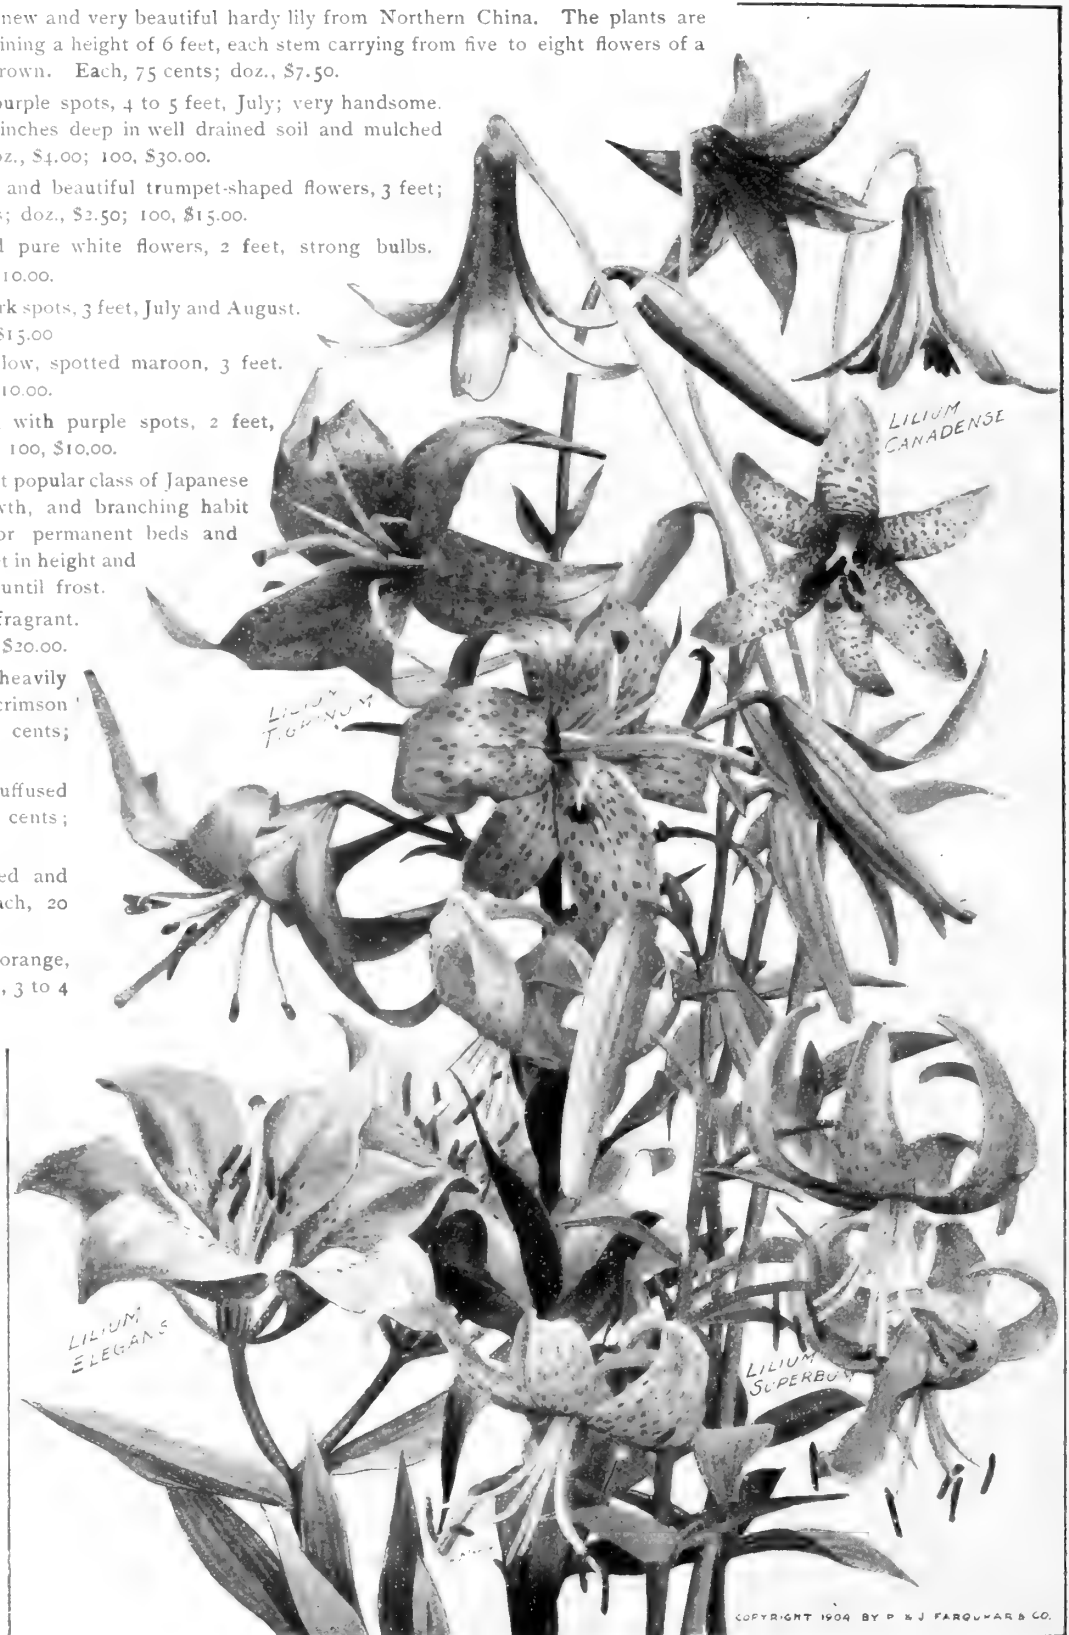 new and very beautiful hardy lily from Northern China. The plants are
ining a height of 6 feet, each stem carrying from five to eight flowers of a
rown. Each, 75 cents; doz., $7.50.
purple spots, 4 to 5 feet, July; very handsome.
inches deep in well drained soil and mulched
oz., $4.00; 100, $30.00.
and beautiful trumpet-shaped flowers, 3 feet;
s; doz., $2.50; 100, $15.00.
l pure white flowers, 2 feet, strong bulbs.
10.00.
rk spots, 3 feet, July and August.
$15.00
low, spotted maroon, 3 feet.
10.00.
with purple spots, 2 feet,
100, $10.00.
t popular class of Japanese
vth, and branching habit
or permanent beds and
t in height and
until frost.
fragrant.
$20.00.
heavily
crimson
cents;
uffused
cents;
ed and
ach, 20
orange,
, 3 to 4
LILIUM
CANADENSE
LILIUM
TIGRINUM
LILIUM
ELEGANS
LILIUM
SUPERBUM
COPYRIGHT 1904 BY R & J FARQUHAR & CO.